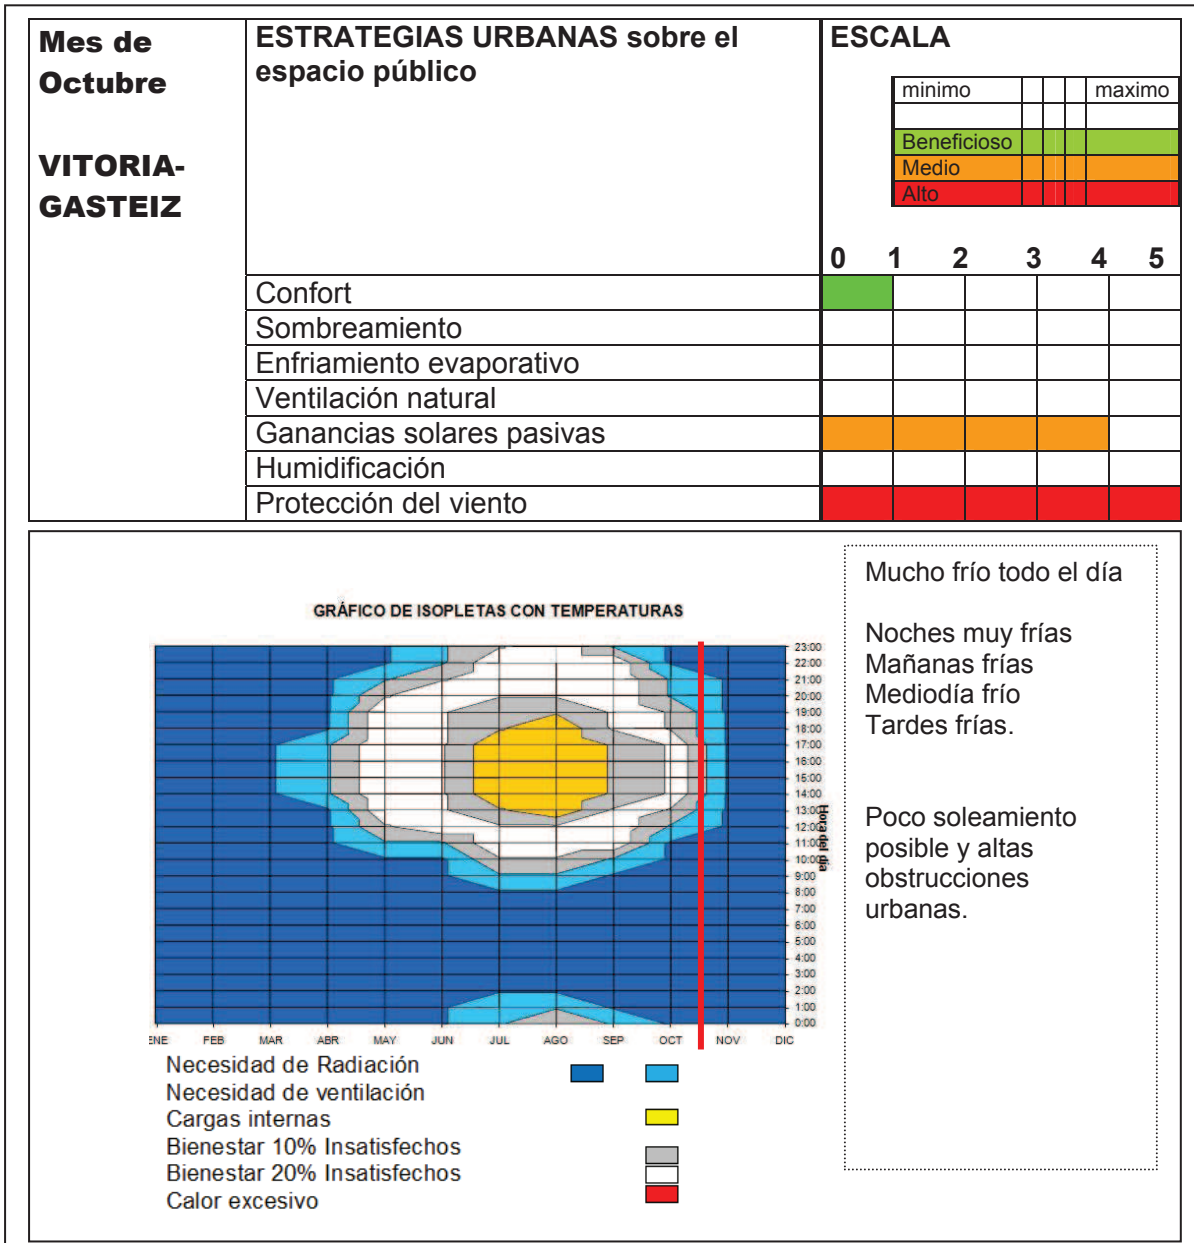 Mes de
Octubre
VITORIA-
GASTEIZ
ESTRATEGIAS URBANAS sobre el
espacio público
ESCALA
minimo maximo
Beneficioso
Medio
Alto
0 1 2 3 4 5
Confort
Sombreamiento
Enfriamiento evaporativo
Ventilación natural
Ganancias solares pasivas
Humidificación
Protección del viento
GRÁFICO DE ISOPLETAS CON TEMPERATURAS
23:00
22:00
21:00
20:00
19:00
18:00
17:00
16:00
15:00
14:00
13:00
12:00
11:00
10:00
9:00
8:00
7:00
6:00
5:00
4:00
3:00
2:00
1:00
0:00
Hora del día
ENE FEB MAR ABR MAY JUN JUL AGO SEP OCT NOV DIC
Necesidad de Radiación
Necesidad de ventilación
Cargas internas
Bienestar 10% Insatisfechos
Bienestar 20% Insatisfechos
Calor excesivo
Mucho frío todo el día
Noches muy frías
Mañanas frías
Mediodía frío
Tardes frías.
Poco soleamiento
posible y altas
obstrucciones
urbanas.